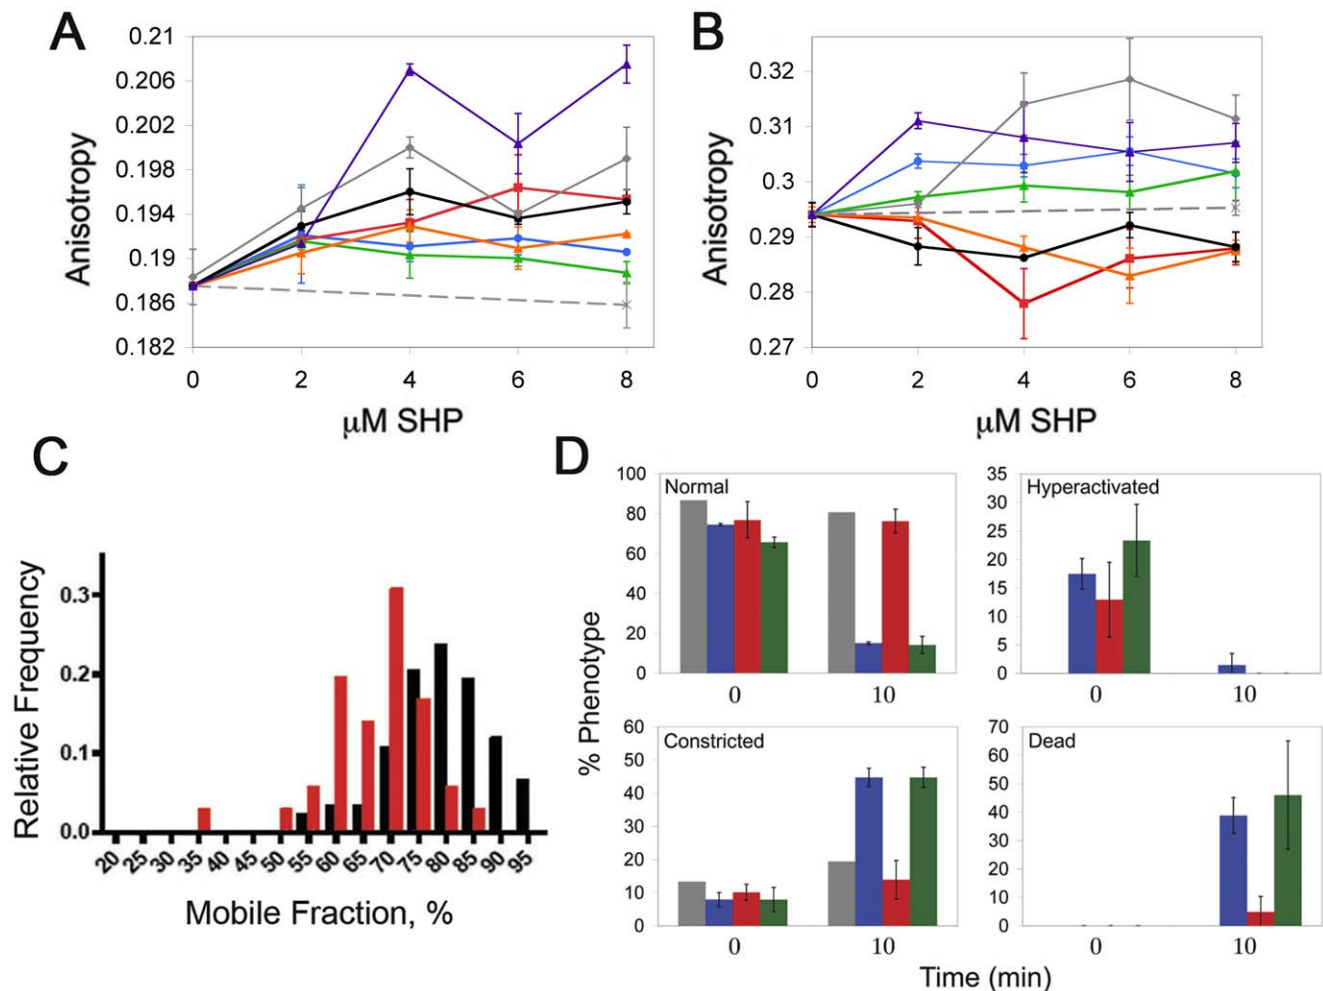 A
0.21
0.206
0.202
0.198
0.194
0.19
0.186
0.182
Anisotropy
0 2 4 6 8
μM SHP
B
0.32
0.31
0.3
0.29
0.28
0.27
Anisotropy
0 2 4 6 8
μM SHP
C
0.3
0.2
0.1
0.0
Relative Frequency
20 25 30 35 40 45 50 55 60 65 70 75 80 85 90 95
Mobile Fraction, %
D
% Phenotype
Normal
100
80
60
40
20
0
0 10
Hyperactivated
35
30
25
20
15
10
5
0
0 10
Constricted
60
50
40
30
20
10
0
0 10
Dead
70
60
50
40
30
20
10
0
0 10
Time (min)